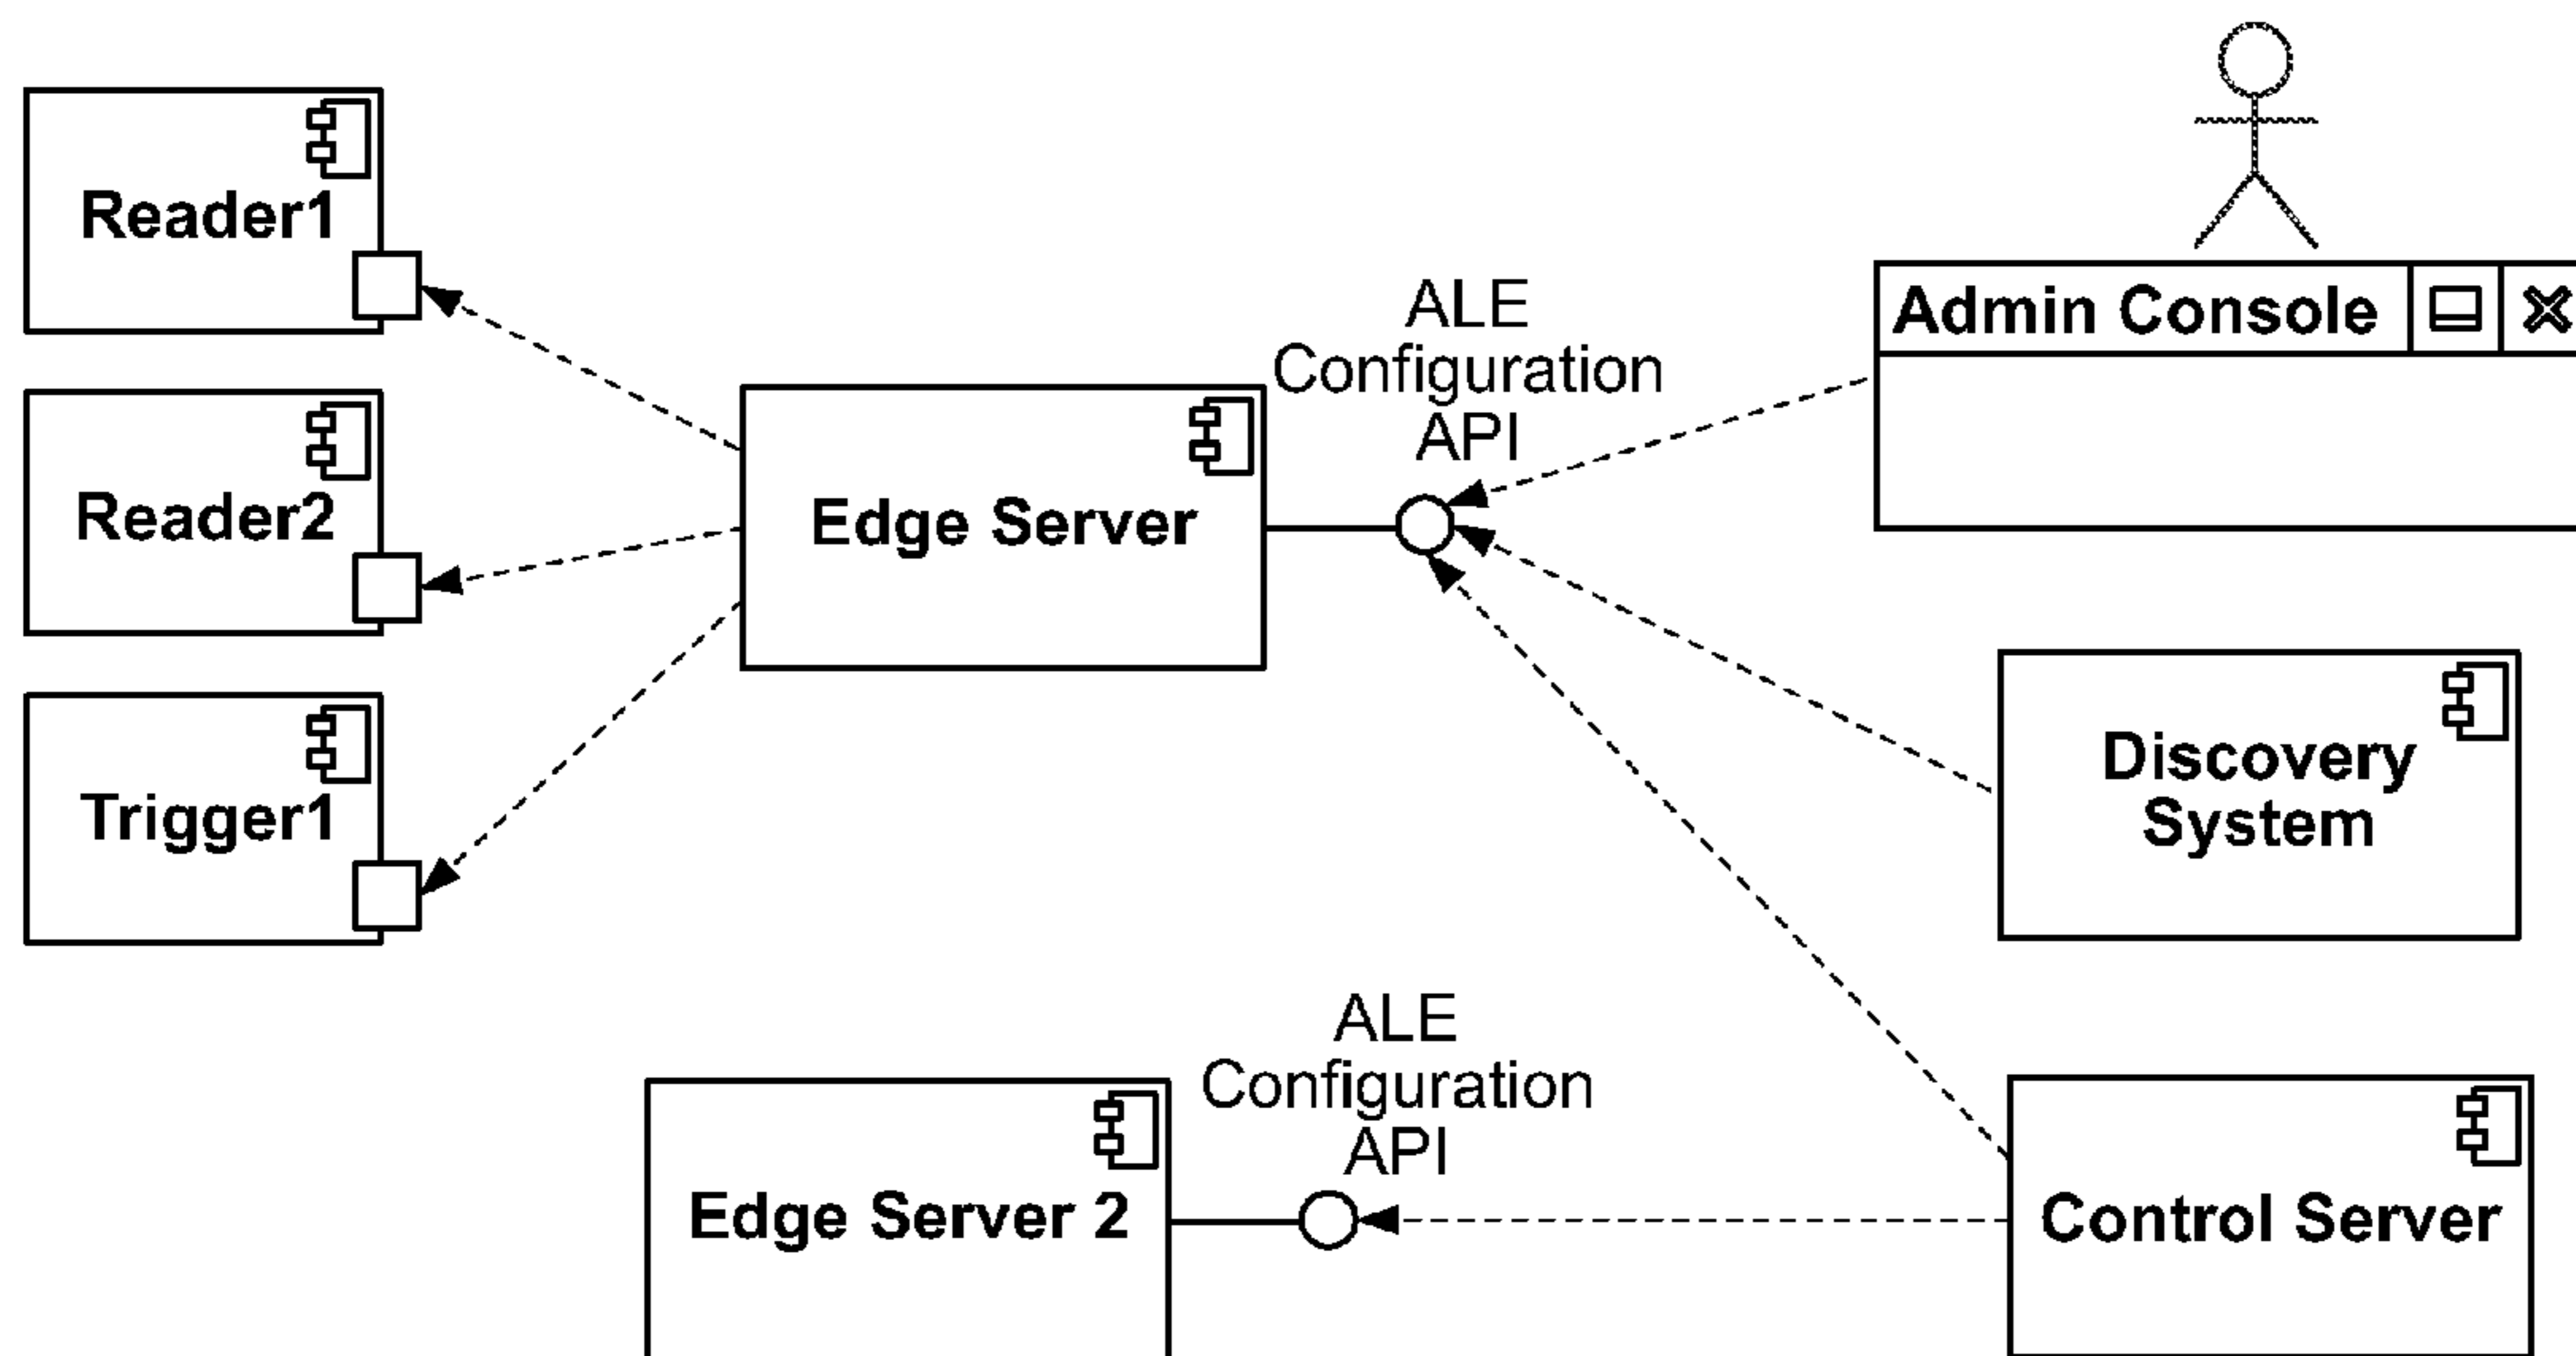 Reader1
ALE
Configuration
API
Admin Console
Reader2
Edge Server
Discovery
System
Trigger1
ALE
Configuration
API
Edge Server 2
Control Server